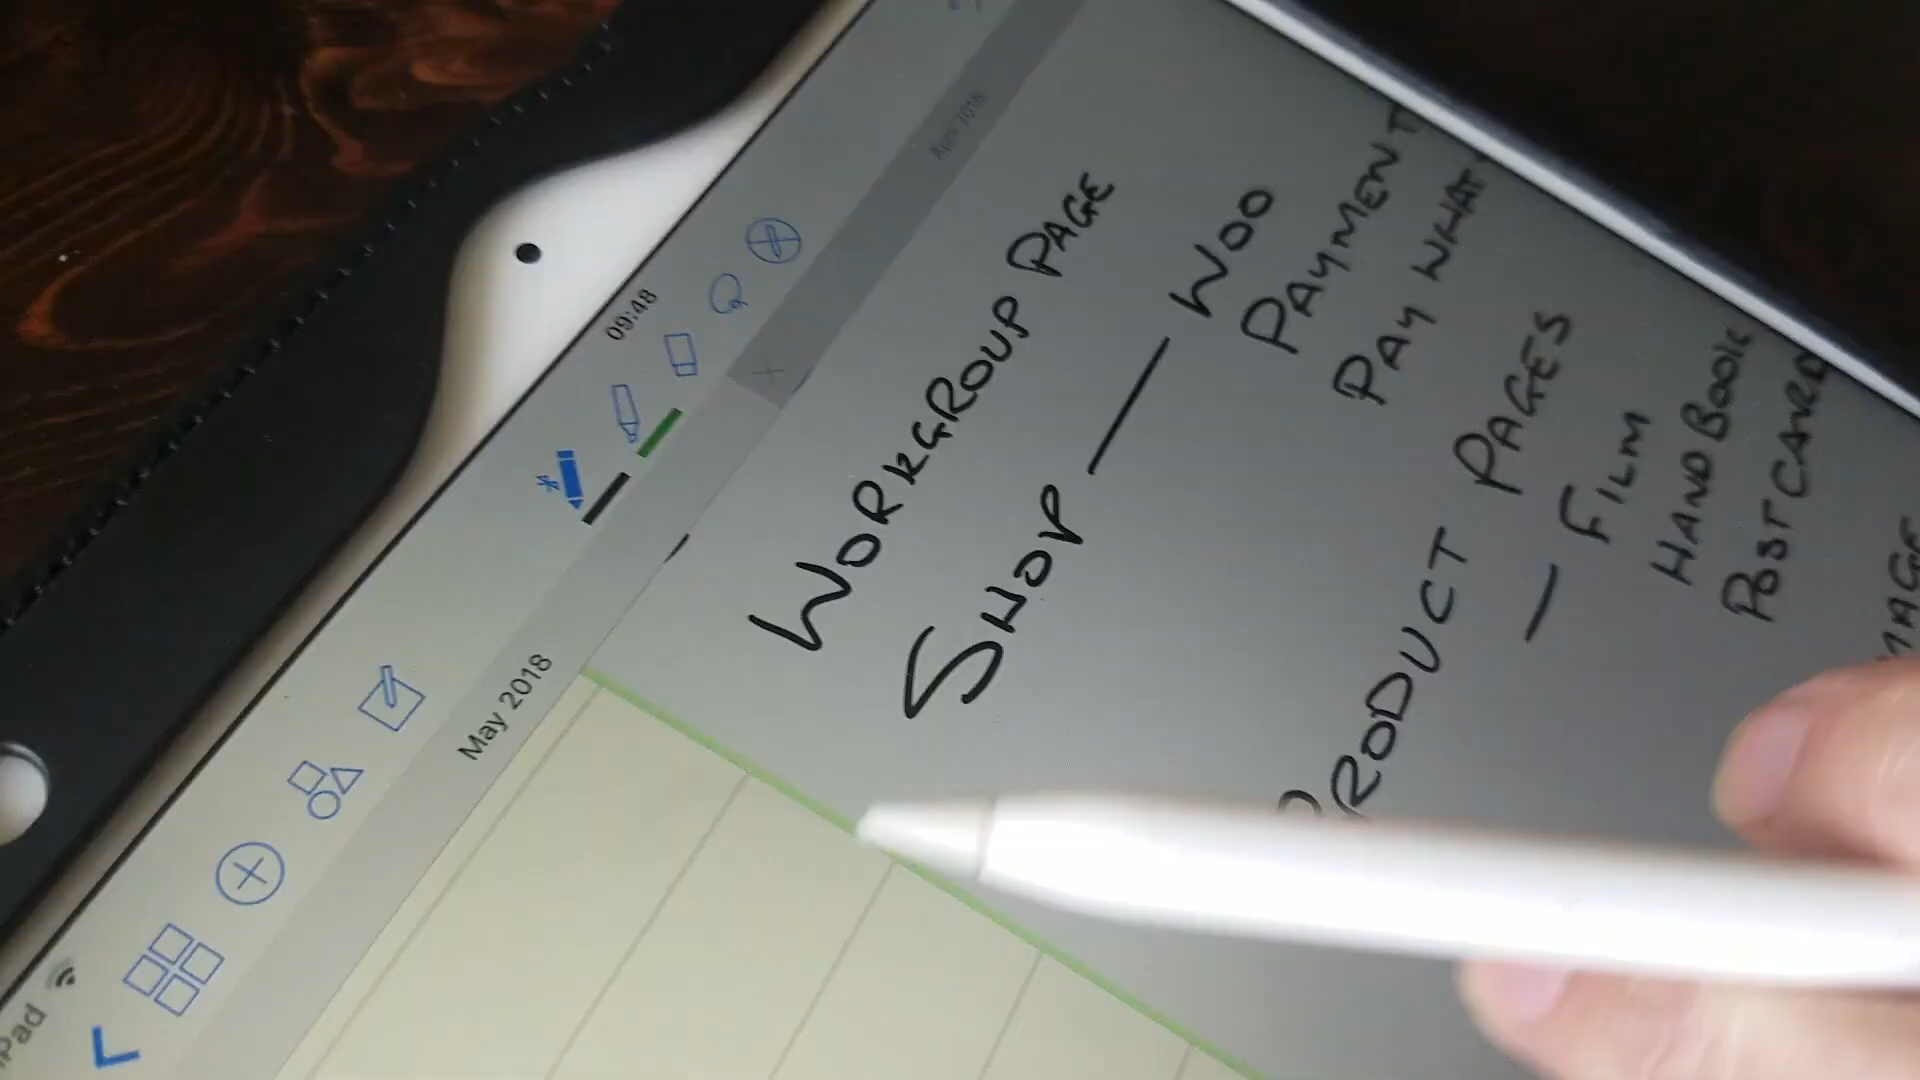 iPad
09:48
May 2018
April 2018
WORKGROUP PAGE
SHOP — WOO
PAYMENT
PAY WHAT
PRODUCT PAGES
— FILM
HANDBOOK
POSTCARD